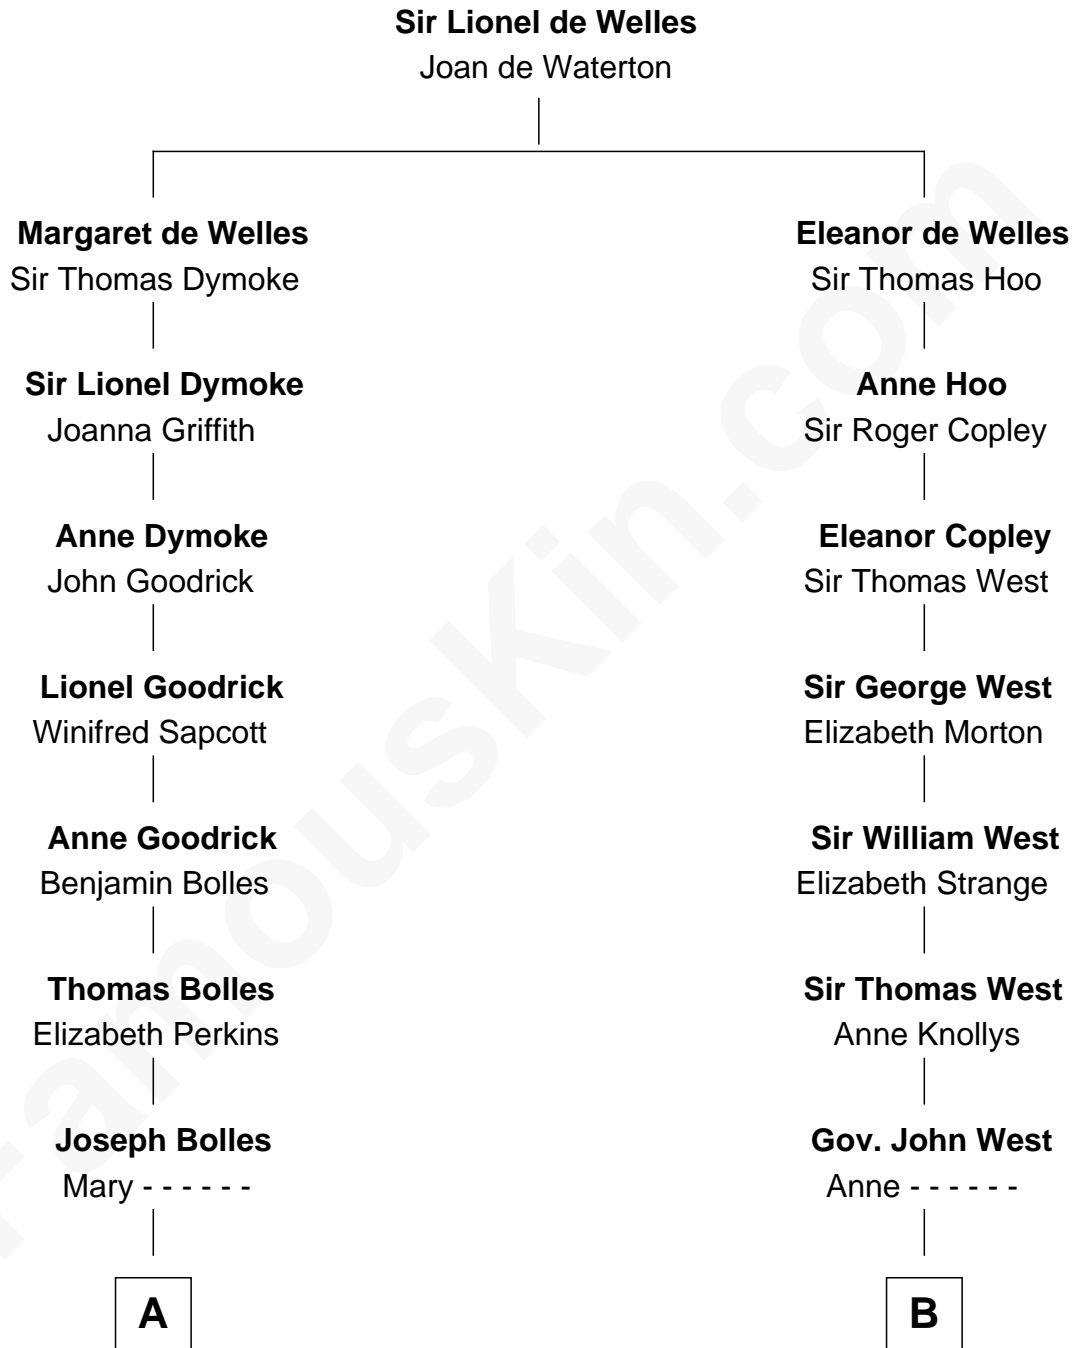 Sir Lionel de Welles
Joan de Waterton
Margaret de Welles
Sir Thomas Dymoke
Eleanor de Welles
Sir Thomas Hoo
Sir Lionel Dymoke
Joanna Griffith
Anne Hoo
Sir Roger Copley
Anne Dymoke
John Goodrick
Eleanor Copley
Sir Thomas West
Lionel Goodrick
Winifred Sapcott
Sir George West
Elizabeth Morton
Anne Goodrick
Benjamin Bolles
Sir William West
Elizabeth Strange
Thomas Bolles
Elizabeth Perkins
Sir Thomas West
Anne Knollys
Joseph Bolles
Mary - - - - - -
Gov. John West
Anne - - - - - -
A
B
FamousKin.com